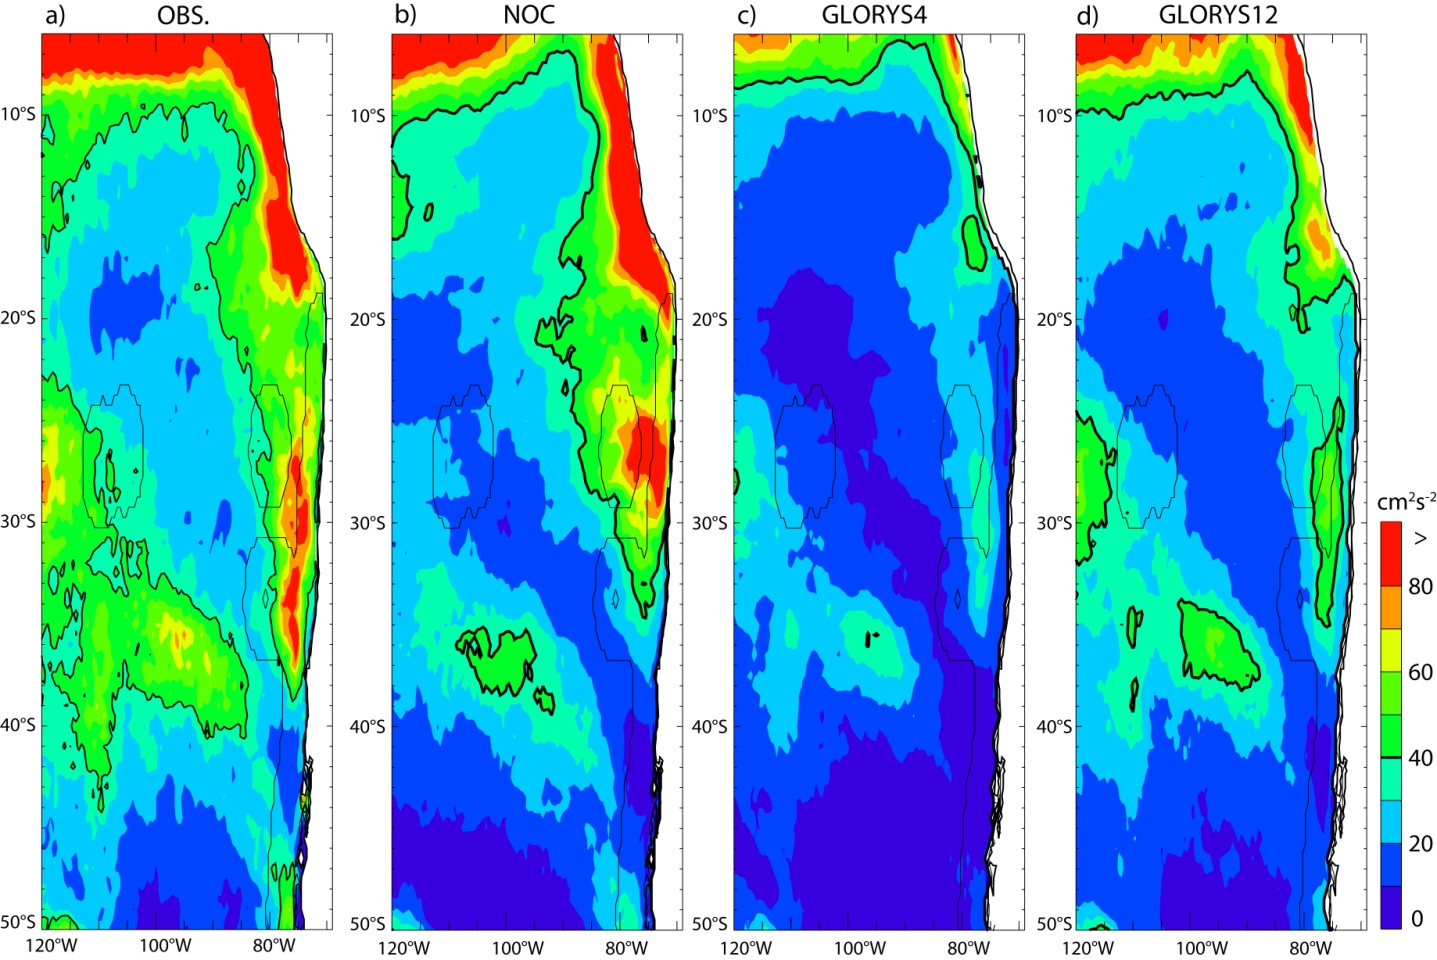 a) OBS. b) NOC c) GLORYS4 d) GLORYS12
10°S 10°S 10°S 10°S
20°S 20°S 20°S 20°S
30°S 30°S 30°S 30°S
40°S 40°S 40°S 40°S
50°S 50°S 50°S 50°S
120°W 100°W 80°W 120°W 100°W 80°W 120°W 100°W 80°W 120°W 100°W 80°W
cm²s⁻²
>
80
60
40
20
0